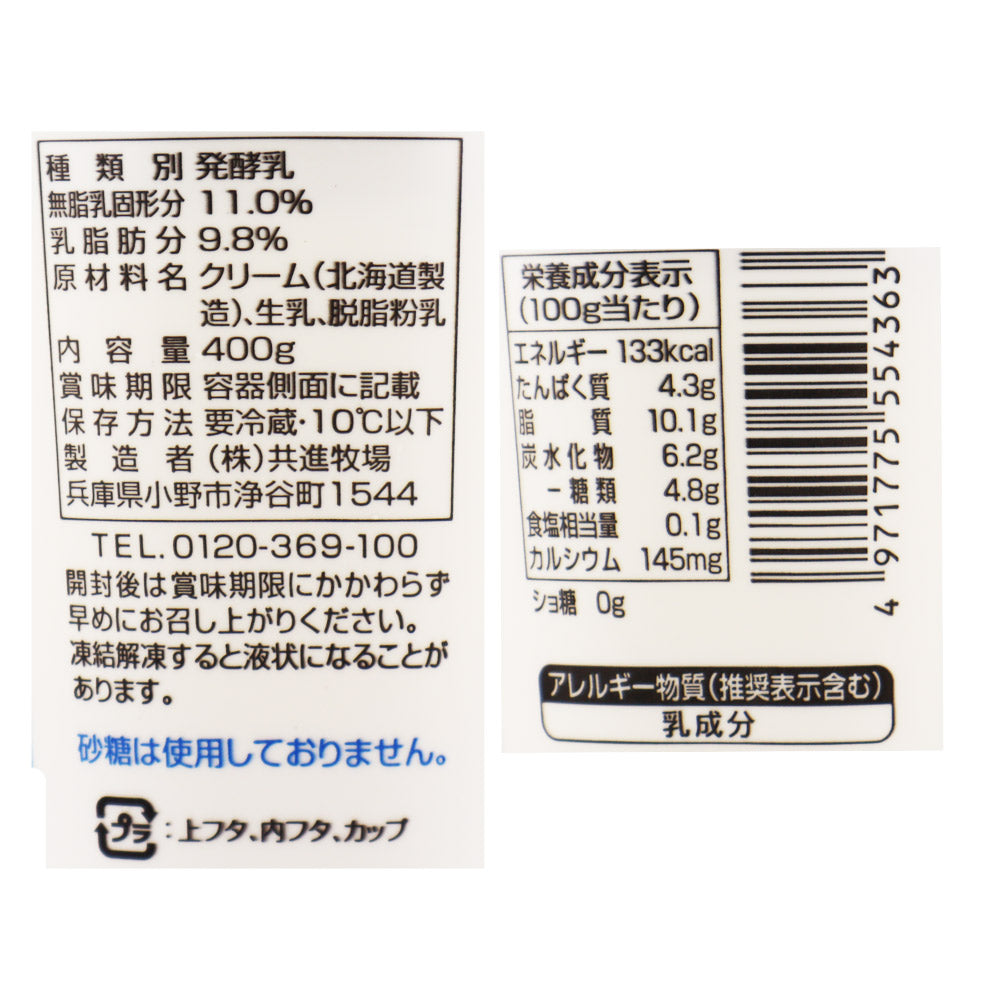 種類別 発酵乳
無脂乳固形分 11.0%
乳脂肪分 9.8%
原材料名 クリーム(北海道製
造)、生乳、脱脂粉乳
内容量 400g
賞味期限 容器側面に記載
保存方法 要冷蔵・10℃以下
製造者 (株)共進牧場
兵庫県小野市浄谷町1544
TEL.0120-369-100
開封後は賞味期限にかかわらず
早めにお召し上がりください。
凍結解凍すると液状になることが
あります。
砂糖は使用しておりません。
プラ:上フタ、内フタ、カップ
栄養成分表示
(100g当たり)
エネルギー 133kcal
たんぱく質 4.3g
脂質 10.1g
炭水化物 6.2g
-糖類 4.8g
食塩相当量 0.1g
カルシウム 145mg
ショ糖 0g
4971775554363
アレルギー物質(推奨表示含む)
乳成分